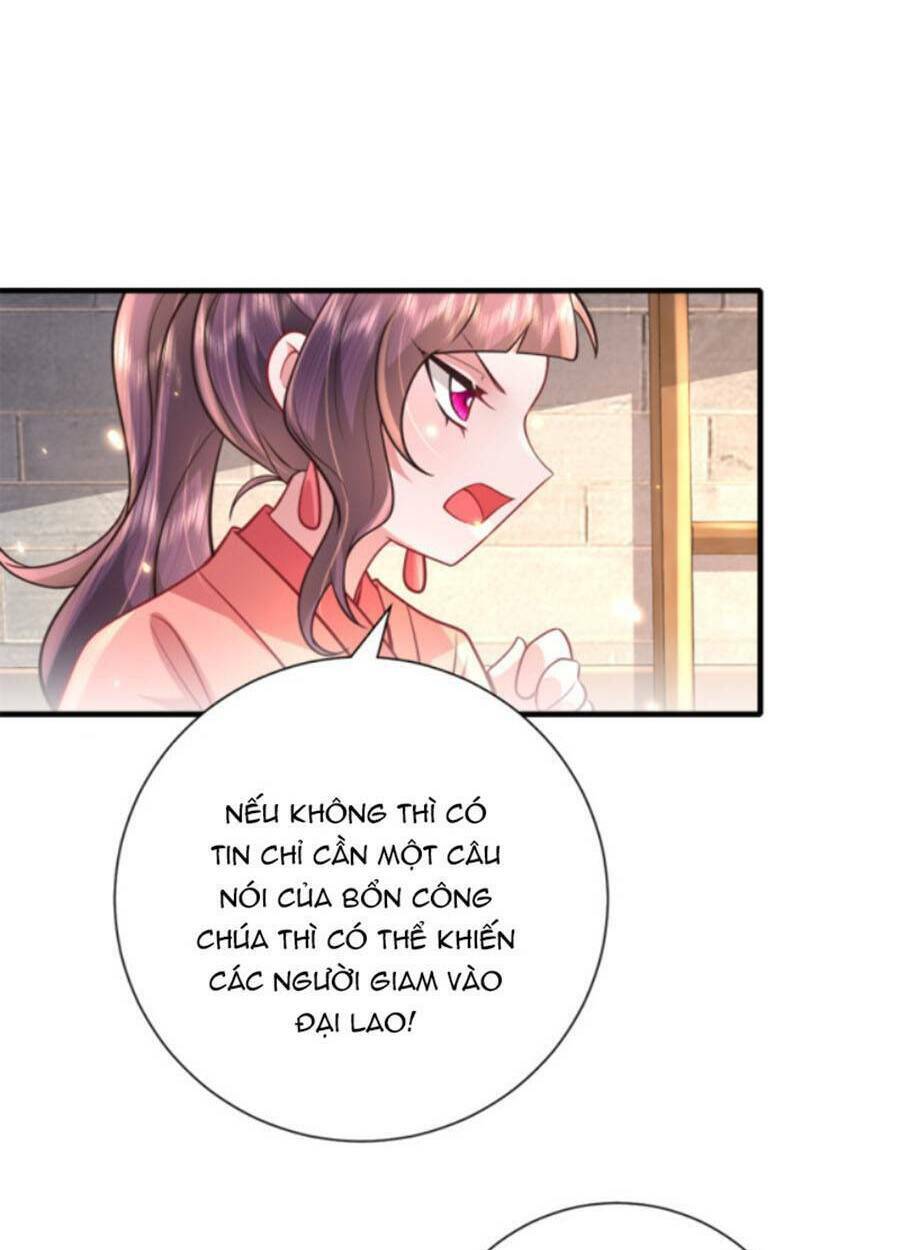 NẾU KHÔNG THÌ CÓ
TIN CHỈ CẦN MỘT CÂU
NÓI CỦA BỔN CÔNG
CHÚA THÌ CÓ THỂ KHIẾN
CÁC NGƯỜI GIAM VÀO
ĐẠI LAO!